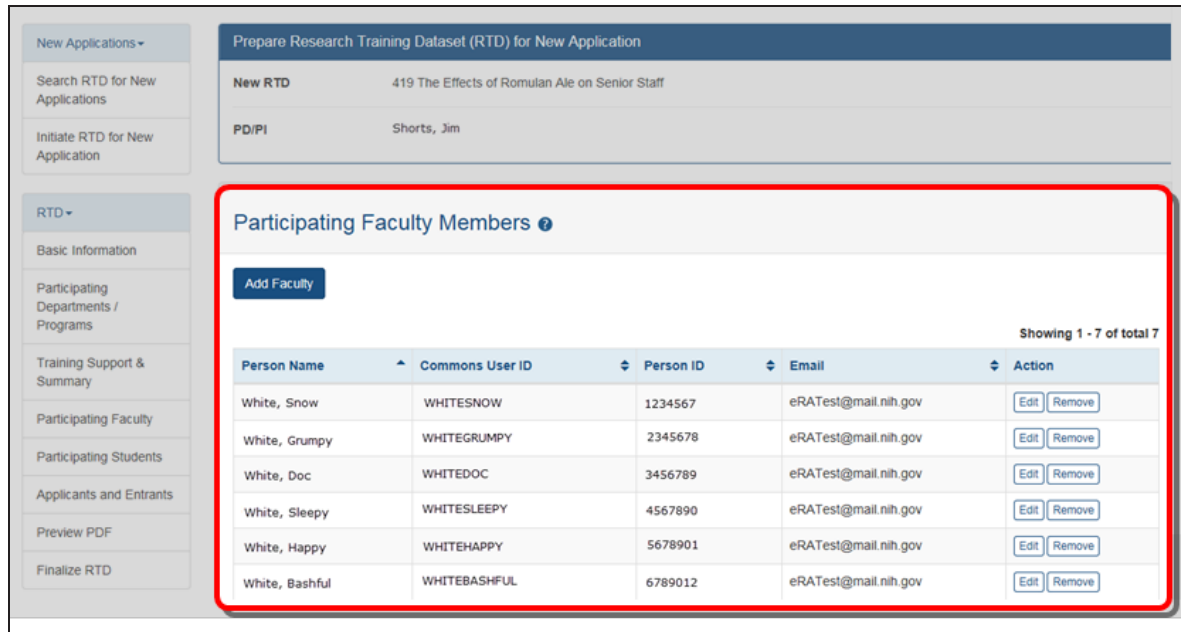 New Applications
Search RTD for New
Applications
Initiate RTD for New
Application
RTD
Basic Information
Participating
Departments /
Programs
Training Support &
Summary
Participating Faculty
Participating Students
Applicants and Entrants
Preview PDF
Finalize RTD
Prepare Research Training Dataset (RTD) for New Application
New RTD 419 The Effects of Romulan Ale on Senior Staff
PD/PI Shorts, Jim
Participating Faculty Members ?
Add Faculty
Showing 1 - 7 of total 7
Person Name Commons User ID Person ID Email Action
White, Snow WHITESNOW 1234567 eRATest@mail.nih.gov Edit Remove
White, Grumpy WHITEGRUMPY 2345678 eRATest@mail.nih.gov Edit Remove
White, Doc WHITEDOC 3456789 eRATest@mail.nih.gov Edit Remove
White, Sleepy WHITESLEEPY 4567890 eRATest@mail.nih.gov Edit Remove
White, Happy WHITEHAPPY 5678901 eRATest@mail.nih.gov Edit Remove
White, Bashful WHITEBASHFUL 6789012 eRATest@mail.nih.gov Edit Remove